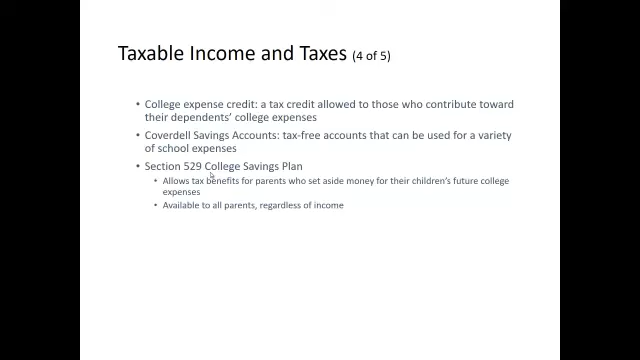 Taxable Income and Taxes (4 of 5)
• College expense credit: a tax credit allowed to those who contribute toward
their dependents’ college expenses
• Coverdell Savings Accounts: tax-free accounts that can be used for a variety
of school expenses
• Section 529 College Savings Plan
• Allows tax benefits for parents who set aside money for their children’s future college
expenses
• Available to all parents, regardless of income